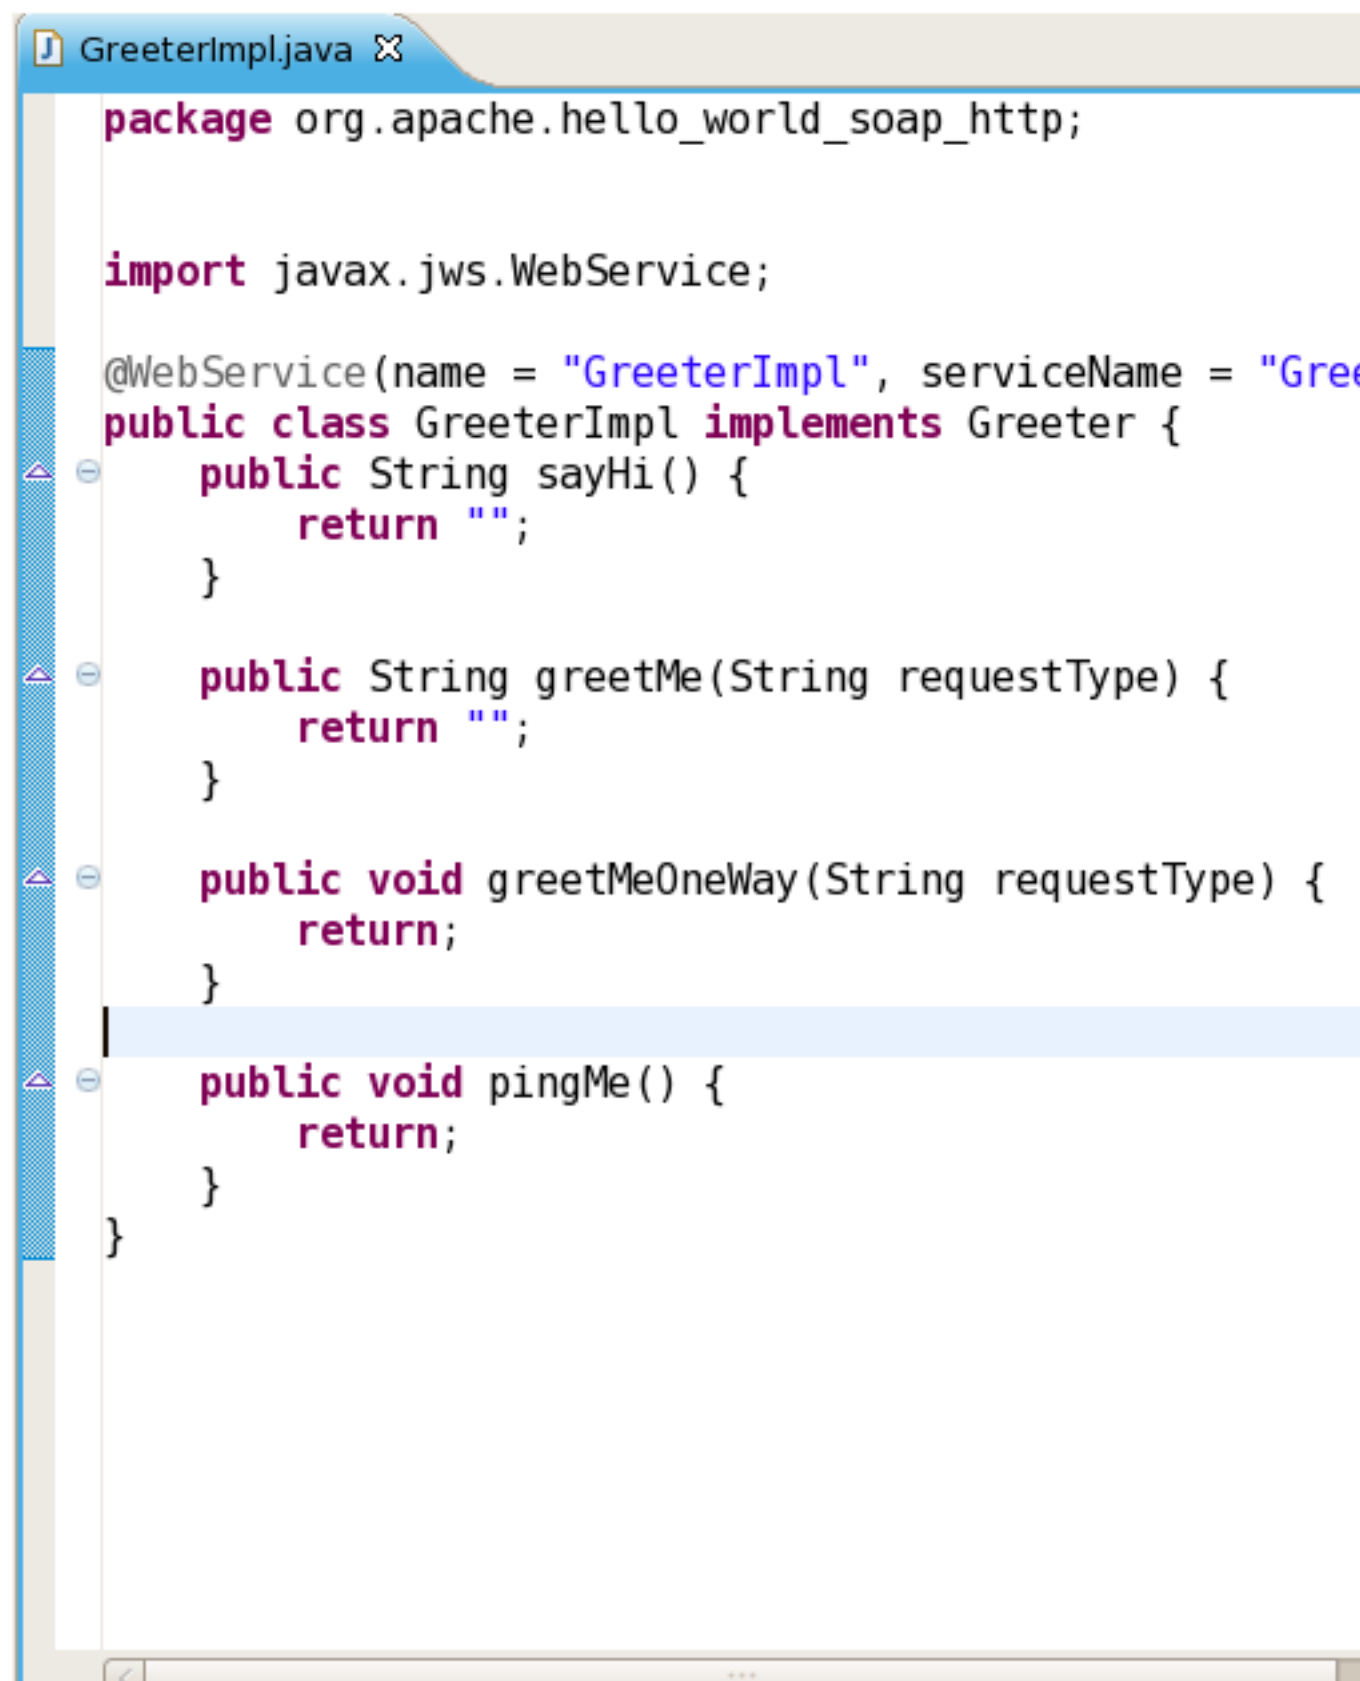 GreeterImpl.java
package org.apache.hello_world_soap_http;
import javax.jws.WebService;
@WebService(name = "GreeterImpl", serviceName = "Gree
public class GreeterImpl implements Greeter {
    public String sayHi() {
        return "";
    }
    public String greetMe(String requestType) {
        return "";
    }
    public void greetMeOneWay(String requestType) {
        return;
    }
    public void pingMe() {
        return;
    }
}